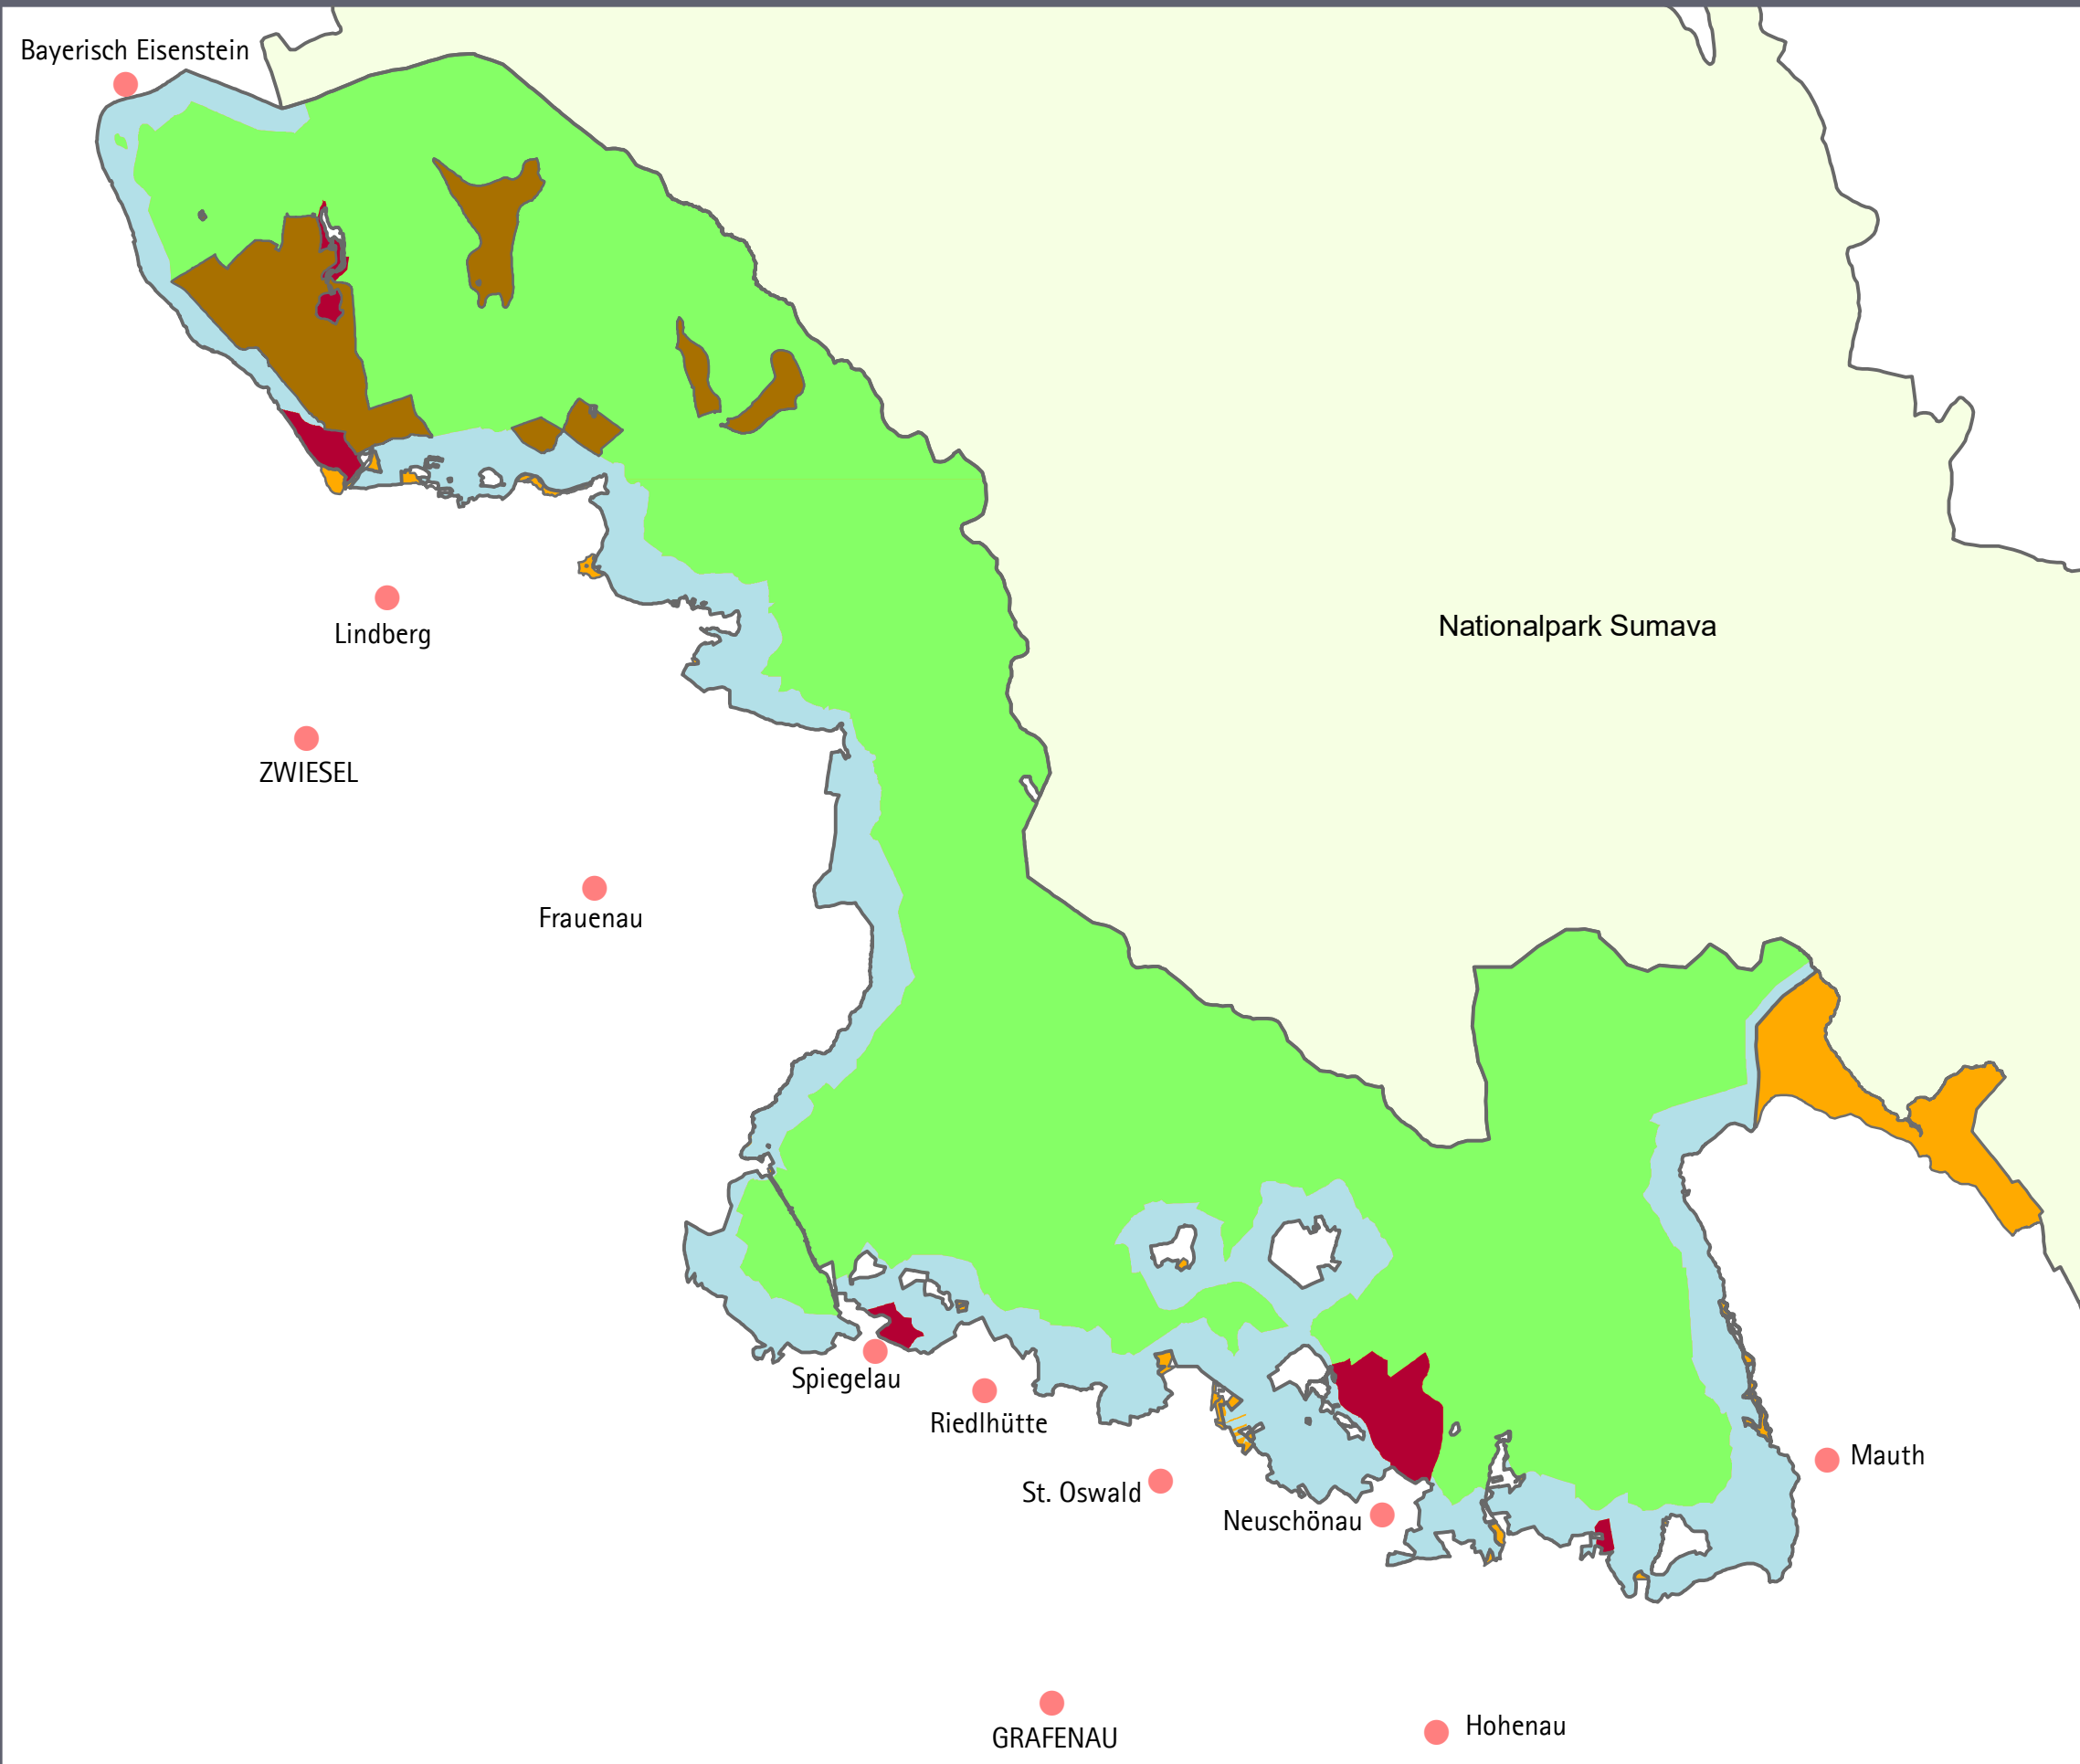 Bayerisch Eisenstein
Nationalpark Sumava
Lindberg
ZWIESEL
Frauenau
Spiegelau
Riedlhütte
Mauth
St. Oswald
Neuschönau
GRAFENAU
Hohenau